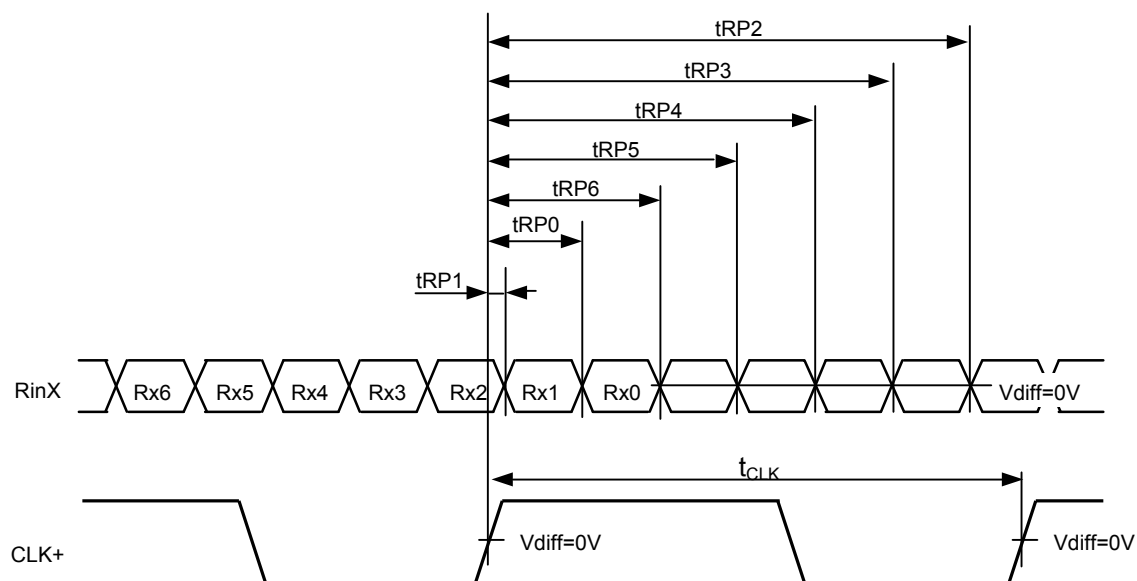 tRP2
tRP3
tRP4
tRP5
tRP6
tRP0
tRP1
RinX Rx6 Rx5 Rx4 Rx3 Rx2 Rx1 Rx0 Vdiff=0V
tCLK
CLK+ Vdiff=0V Vdiff=0V